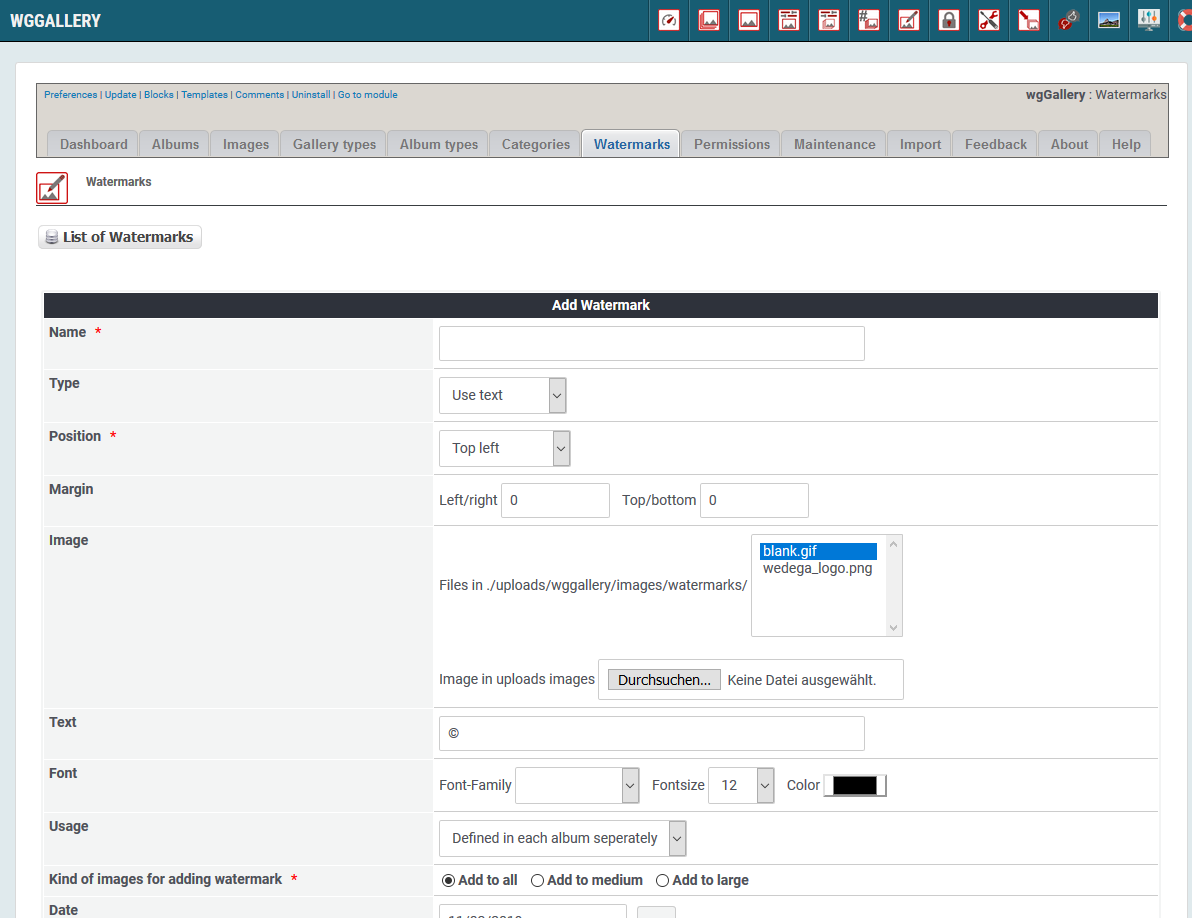 WGGALLERY
Preferences | Update | Blocks | Templates | Comments | Uninstall | Go to module
wgGallery : Watermarks
Dashboard Albums Images Gallery types Album types Categories Watermarks Permissions Maintenance Import Feedback About Help
Watermarks
List of Watermarks
Add Watermark
Name *
Type Use text
Position * Top left
Margin Left/right 0 Top/bottom 0
Image
blank.gif
wedega_logo.png
Files in ./uploads/wggallery/images/watermarks/
Image in uploads images Durchsuchen... Keine Datei ausgewählt.
Text ©
Font Font-Family Fontsize 12 Color
Usage Defined in each album seperately
Kind of images for adding watermark * Add to all Add to medium Add to large
Date